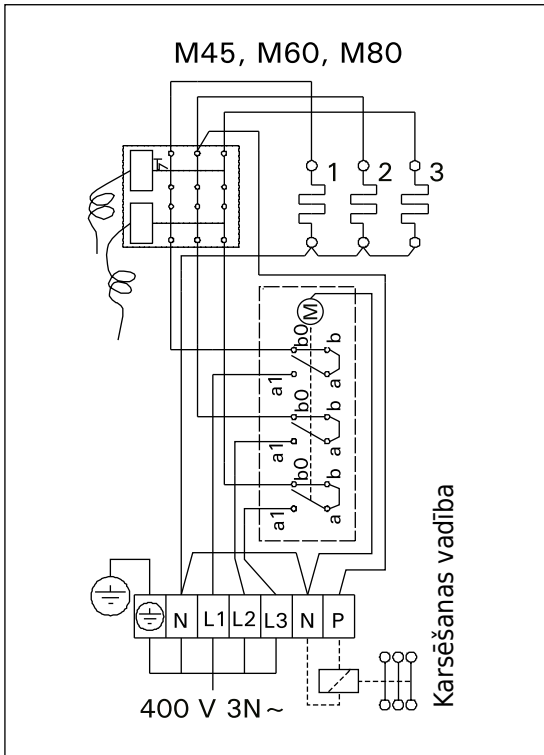 M45, M60, M80
1 2 3
M
b0 b
a1 a
b0 b
a1 a
b0 b
a1 a
N L1 L2 L3 N P
400 V 3N~
Karsēšanas vadība